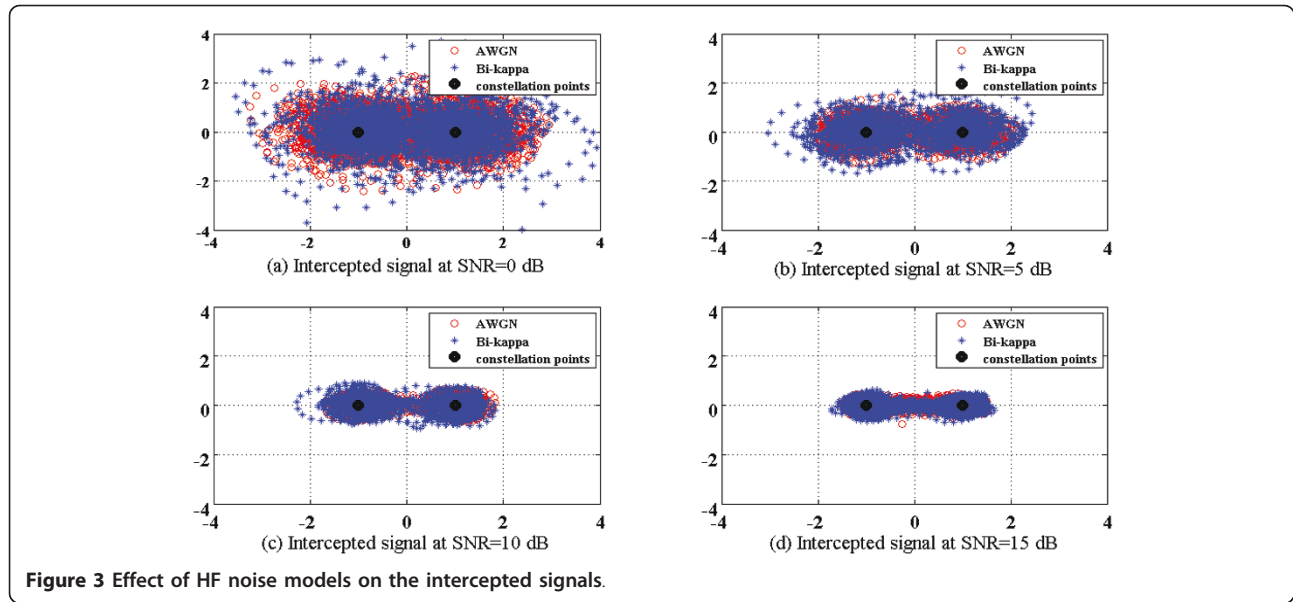 4
2
0
-2
-4
-4
-2
0
2
4
AWGN
Bi-kappa
constellation points
(a) Intercepted signal at SNR=0 dB
4
2
0
-2
-4
-4
-2
0
2
4
AWGN
Bi-kappa
constellation points
(b) Intercepted signal at SNR=5 dB
4
2
0
-2
-4
-4
-2
0
2
4
AWGN
Bi-kappa
constellation points
(c) Intercepted signal at SNR=10 dB
4
2
0
-2
-4
-4
-2
0
2
4
AWGN
Bi-kappa
constellation points
(d) Intercepted signal at SNR=15 dB
Figure 3 Effect of HF noise models on the intercepted signals.